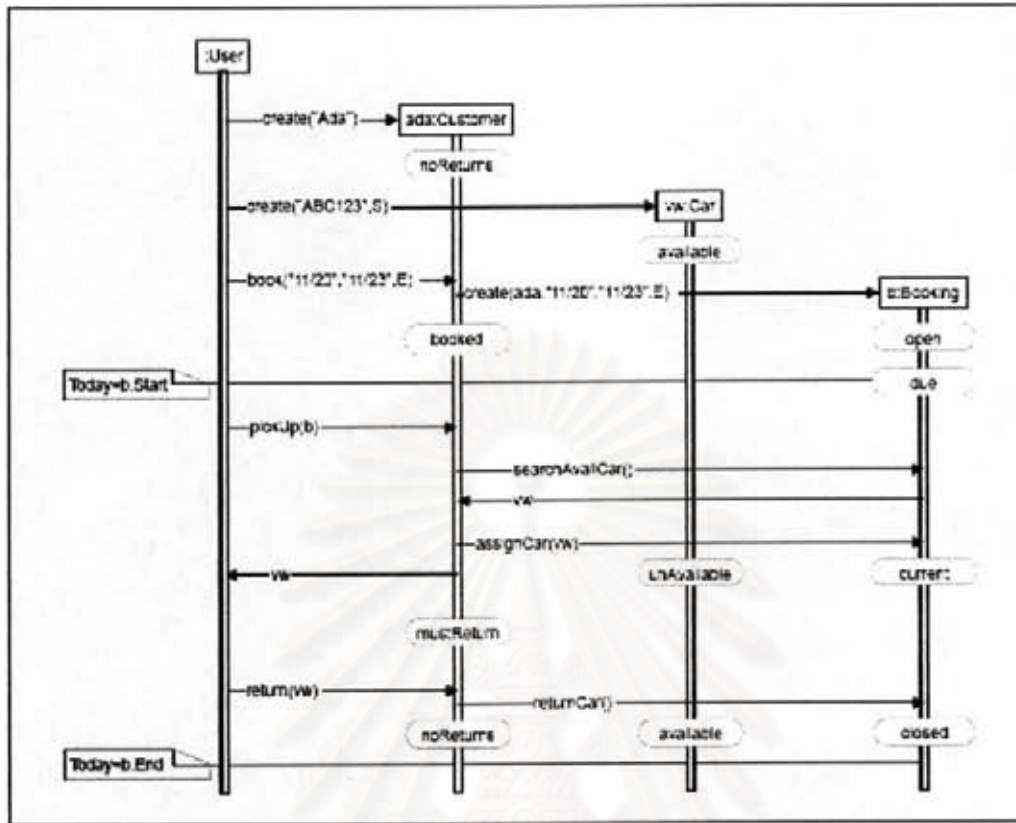 :User
create("Ada")
ada:Customer
noReturns
create("ABC123",S)
vw:Car
available
book("11/20","11/23",E)
create(ada,"11/20","11/23",E)
b:Booking
booked
open
Today=b.Start
due
pickUp(b)
searchAvailCar()
vw
assignCar(vw)
vw
unAvailable
current
mustReturn
return(vw)
returnCar()
noReturns
available
closed
Today=b.End